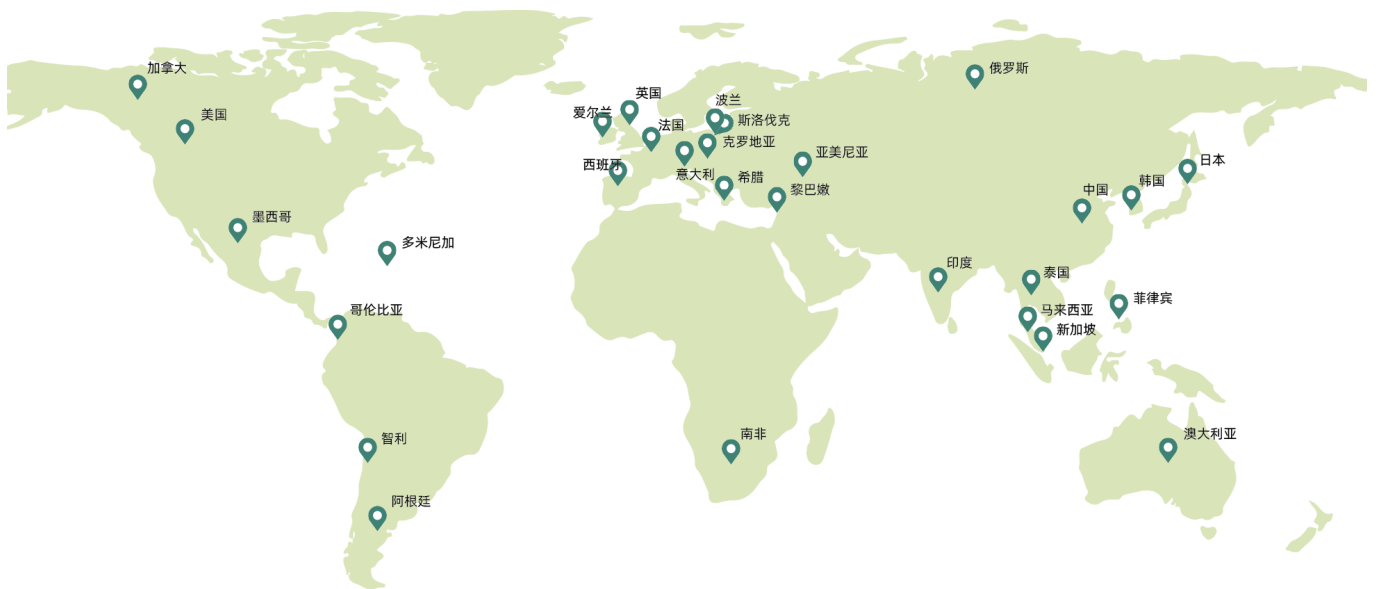 加拿大
俄罗斯
英国
波兰
爱尔兰
美国
斯洛伐克
法国
克罗地亚
亚美尼亚
日本
西班牙
意大利
希腊
韩国
黎巴嫩
中国
墨西哥
多米尼加
印度
泰国
菲律宾
哥伦比亚
马来西亚
新加坡
南非
澳大利亚
智利
阿根廷